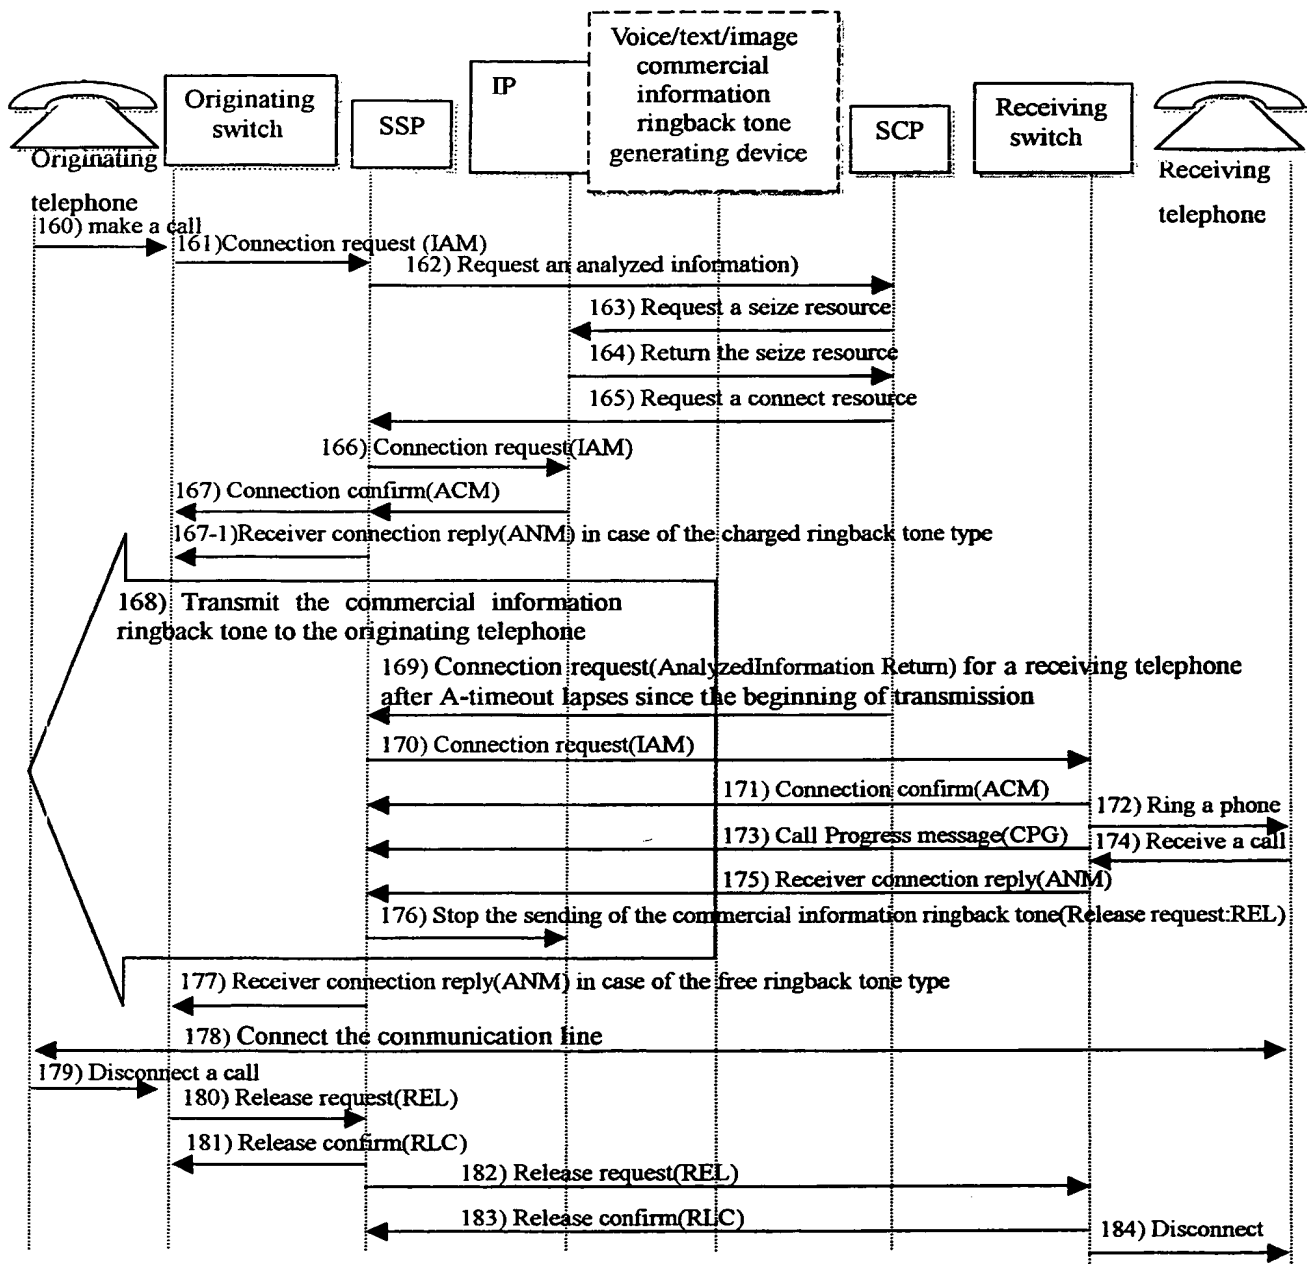 Originating
telephone
Originating
switch
SSP
IP
Voice/text/image
commercial
information
ringback tone
generating device
SCP
Receiving
switch
Receiving
telephone
160) make a call
161)Connection request (IAM)
162) Request an analyzed information)
163) Request a seize resource
164) Return the seize resource
165) Request a connect resource
166) Connection request(IAM)
167) Connection confirm(ACM)
167-1)Receiver connection reply(ANM) in case of the charged ringback tone type
168) Transmit the commercial information
ringback tone to the originating telephone
169) Connection request(AnalyzedInformation Return) for a receiving telephone
after A-timeout lapses since the beginning of transmission
170) Connection request(IAM)
171) Connection confirm(ACM)
172) Ring a phone
173) Call Progress message(CPG)
174) Receive a call
175) Receiver connection reply(ANM)
176) Stop the sending of the commercial information ringback tone(Release request:REL)
177) Receiver connection reply(ANM) in case of the free ringback tone type
178) Connect the communication line
179) Disconnect a call
180) Release request(REL)
181) Release confirm(RLC)
182) Release request(REL)
183) Release confirm(RLC)
184) Disconnect